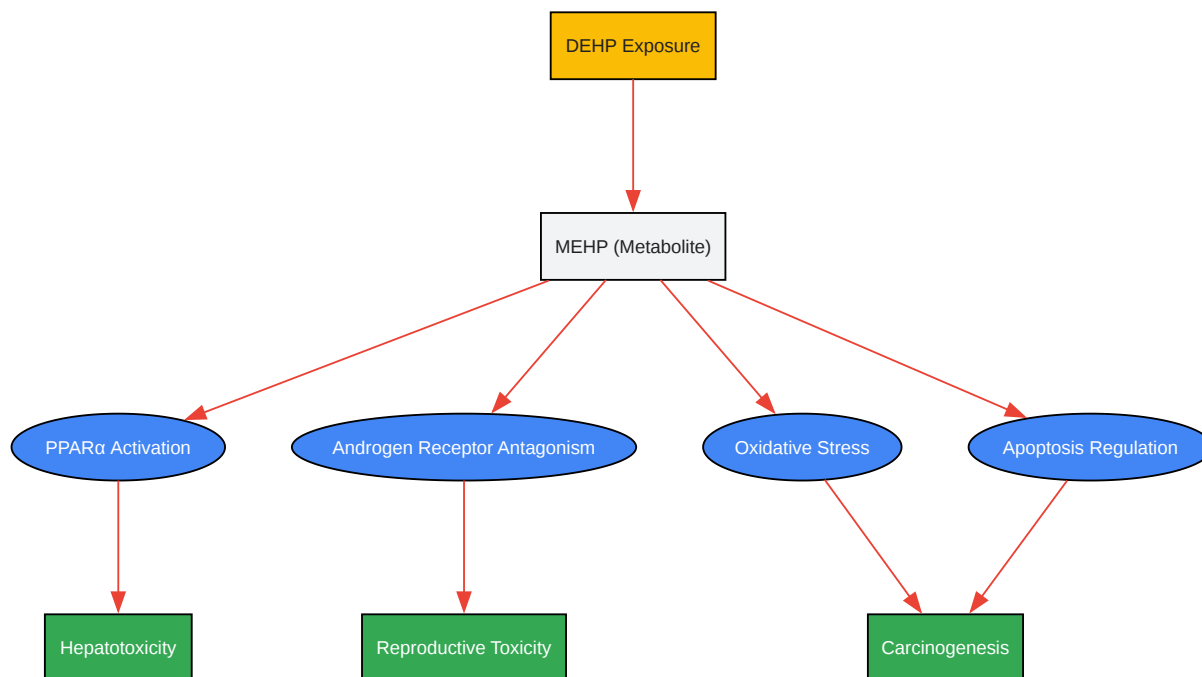 DEHP Exposure
MEHP (Metabolite)
PPARα Activation
Androgen Receptor Antagonism
Oxidative Stress
Apoptosis Regulation
Hepatotoxicity
Reproductive Toxicity
Carcinogenesis